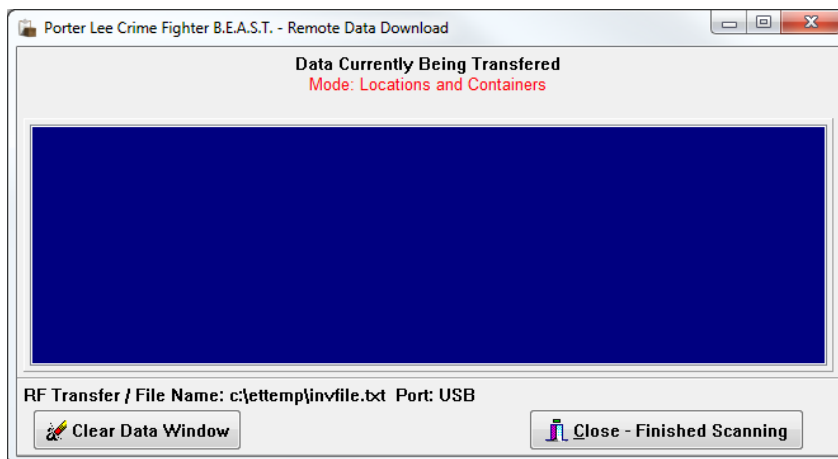 Porter Lee Crime Fighter B.E.A.S.T. - Remote Data Download
Data Currently Being Transfered
Mode: Locations and Containers
RF Transfer / File Name: c:\ettemp\invfile.txt Port: USB
Clear Data Window
Close - Finished Scanning